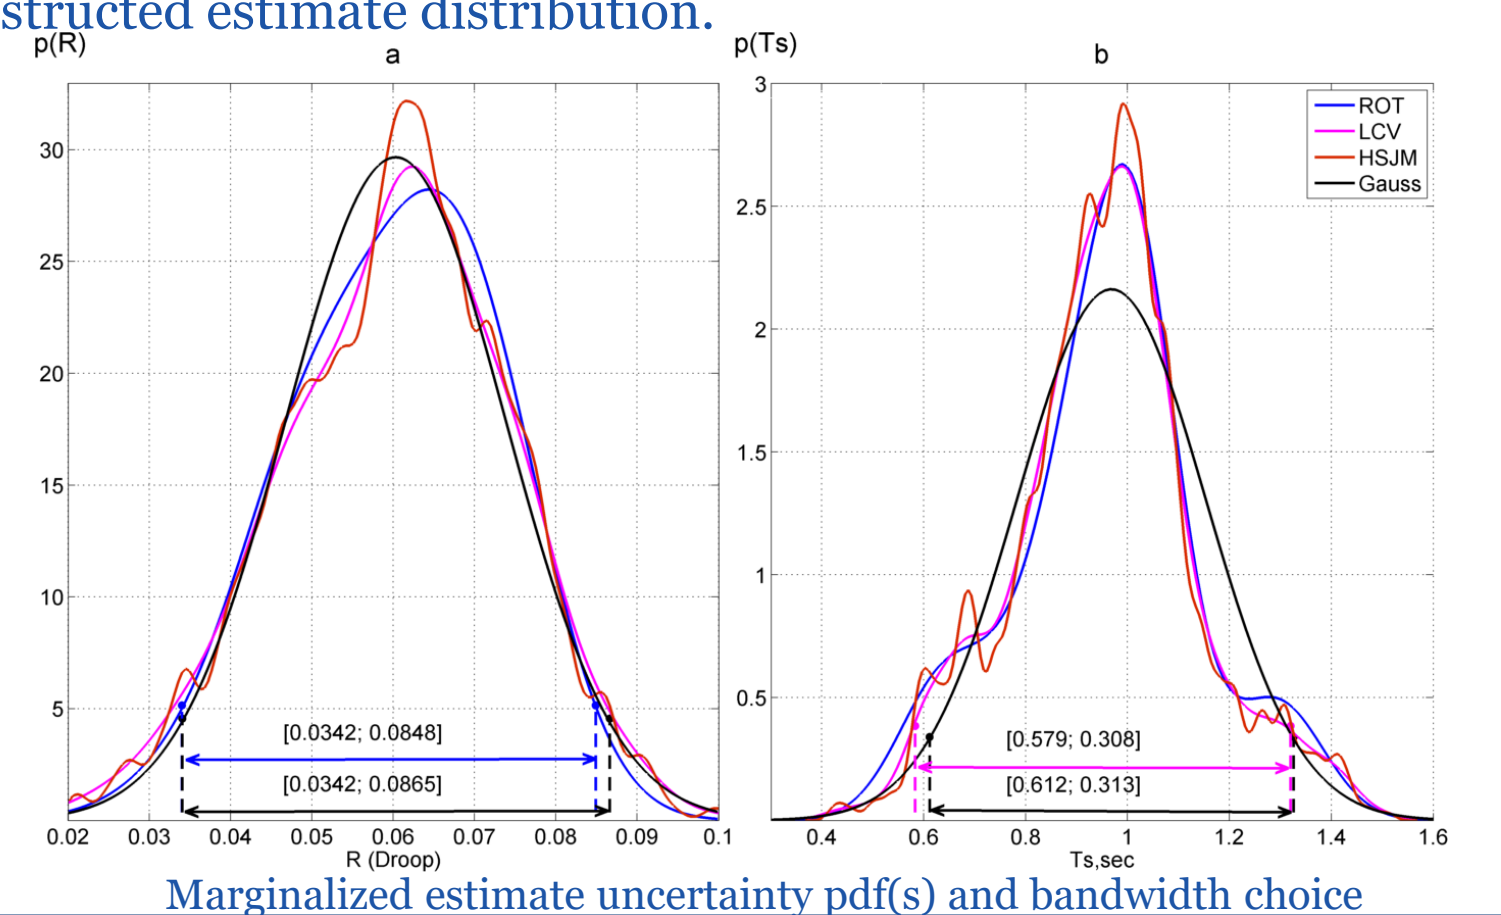 structed estimate distribution.
p(R)
a
30
25
20
15
10
5
[0.0342; 0.0848]
[0.0342; 0.0865]
0.02 0.03 0.04 0.05 0.06 0.07 0.08 0.09 0.1
R (Droop)
p(Ts)
b
3
2.5
2
1.5
1
0.5
ROT
LCV
HSJM
Gauss
[0.579; 0.308]
[0.612; 0.313]
0.4 0.6 0.8 1 1.2 1.4 1.6
Ts,sec
Marginalized estimate uncertainty pdf(s) and bandwidth choice